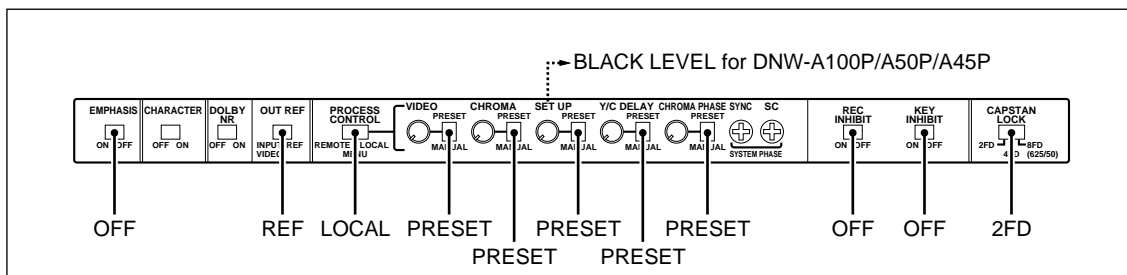 BLACK LEVEL for DNW-A100P/A50P/A45P
EMPHASIS
ON OFF
CHARACTER
OFF ON
DOLBY
NR
OFF ON
OUT REF
INPUT REF
VIDEO
PROCESS
CONTROL
REMOTE LOCAL
MENU
VIDEO
PRESET
MANUAL
CHROMA
PRESET
MANUAL
SET UP
PRESET
MANUAL
Y/C DELAY
PRESET
MANUAL
CHROMA PHASE
PRESET
MANUAL
SYNC SC
SYSTEM PHASE
REC
INHIBIT
ON OFF
KEY
INHIBIT
ON OFF
CAPSTAN
LOCK
2FD 8FD
(625/50)
OFF REF LOCAL PRESET PRESET PRESET OFF OFF 2FD
PRESET PRESET